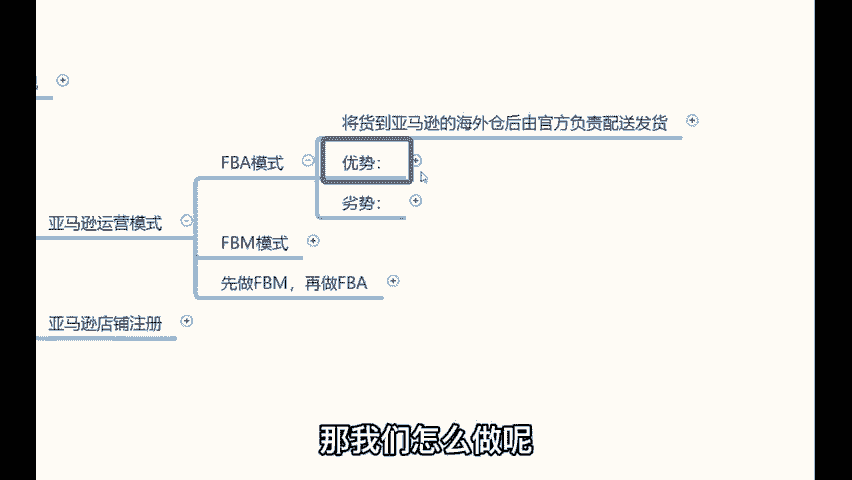 将货到亚马逊的海外仓后由官方负责配送发货
FBA模式
优势：
劣势：
亚马逊运营模式
FBM模式
先做FBM，再做FBA
亚马逊店铺注册
那我们怎么做呢